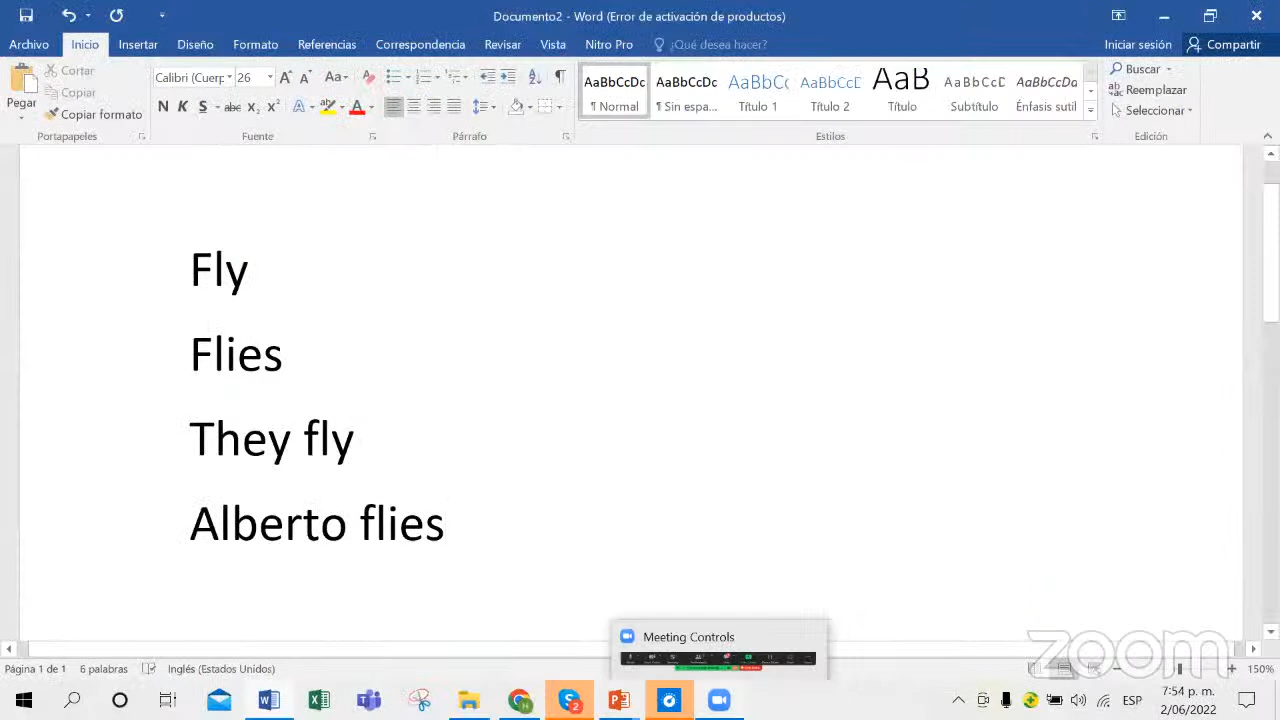 Documento2 - Word (Error de activación de productos)
Archivo Inicio Insertar Diseño Formato Referencias Correspondencia Revisar Vista Nitro Pro ¿Qué desea hacer? Iniciar sesión Compartir
Pegar
Cortar
Copiar
Copiar formato
Portapapeles
Calibri (Cuerp 26
N K S abc
Fuente
Párrafo
AaBbCcDc AaBbCcDc AaBbCc AaBbCcD AaB AaBbCcD AaBbCcDc
¶ Normal ¶ Sin espa... Título 1 Título 2 Título Subtítulo Énfasis sutil
Estilos
Buscar
Reemplazar
Seleccionar
Edición
Fly
Flies
They fly
Alberto flies
Meeting Controls
zoom
Página 1 de 1 6 palabras Inglés (Estados Unidos) 150%
ESP 7:54 p. m.
2/06/2022